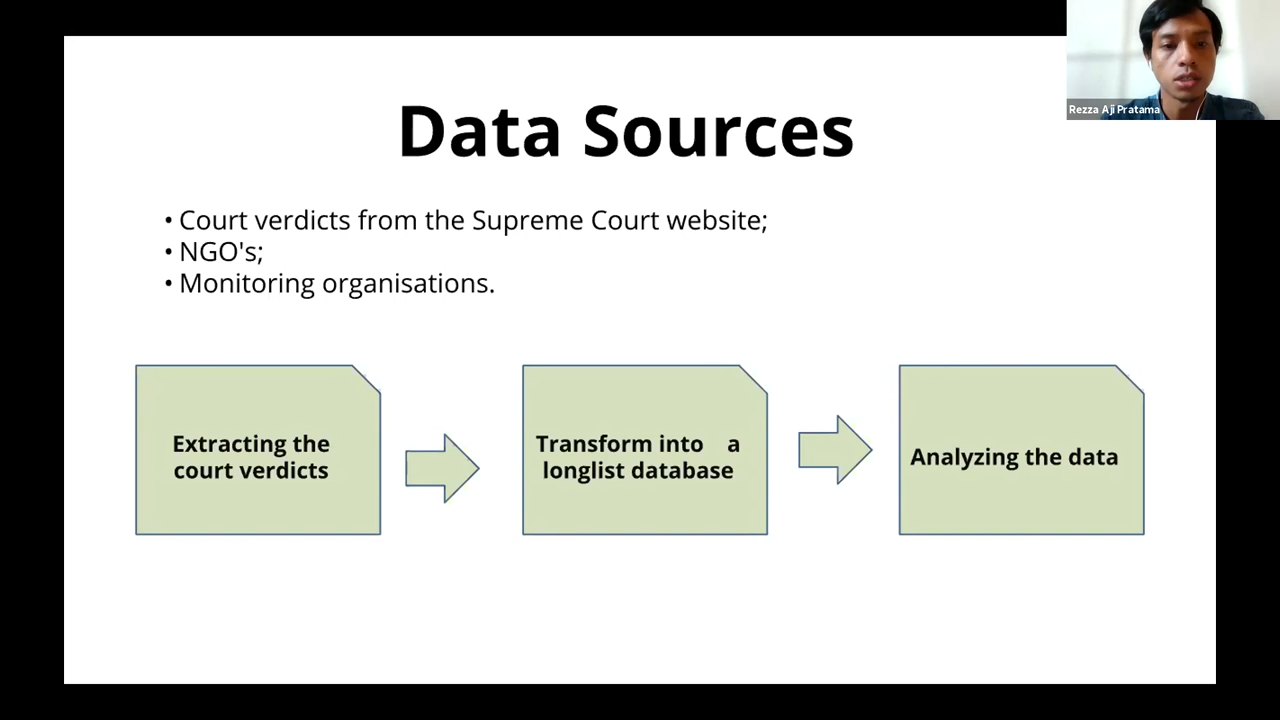 Rezza Aji Pratama
Data Sources
• Court verdicts from the Supreme Court website;
• NGO's;
• Monitoring organisations.
Extracting the
court verdicts
Transform into a
longlist database
Analyzing the data